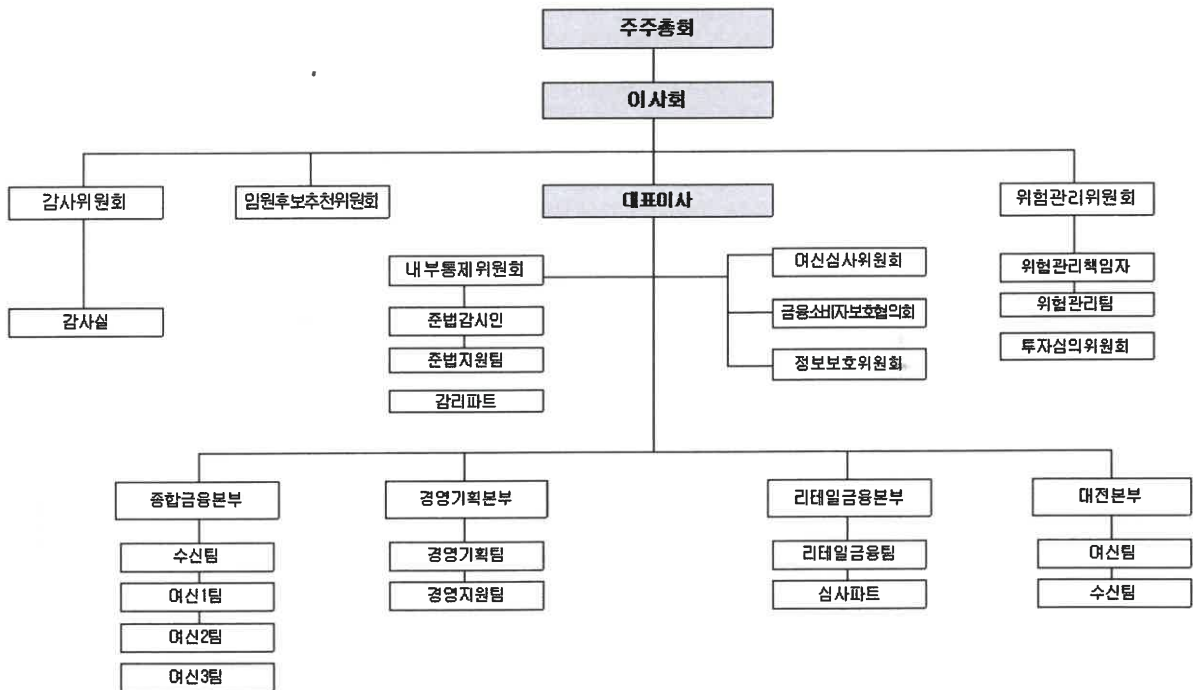 주주총회
이사회
감사위원회
임원후보추천위원회
대표이사
위험관리위원회
내부통제위원회
여신심사위원회
위험관리책임자
준법감시인
금융소비자보호협의회
위험관리팀
감사실
준법지원팀
정보보호위원회
투자심의위원회
감리파트
종합금융본부
경영기획본부
리테일금융본부
대전본부
수신팀
경영기획팀
리테일금융팀
여신팀
여신1팀
경영지원팀
심사파트
수신팀
여신2팀
여신3팀